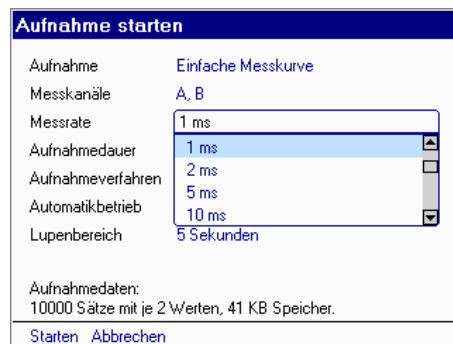 Aufnahme starten
Aufnahme Einfache Messkurve
Messkanäle A, B
Messrate 1 ms
Aufnahmedauer 1 ms
Aufnahmeverfahren 2 ms
5 ms
Automatikbetrieb 10 ms
Lupenbereich 5 Sekunden
Aufnahmedaten:
10000 Sätze mit je 2 Werten, 41 KB Speicher.
Starten Abbrechen